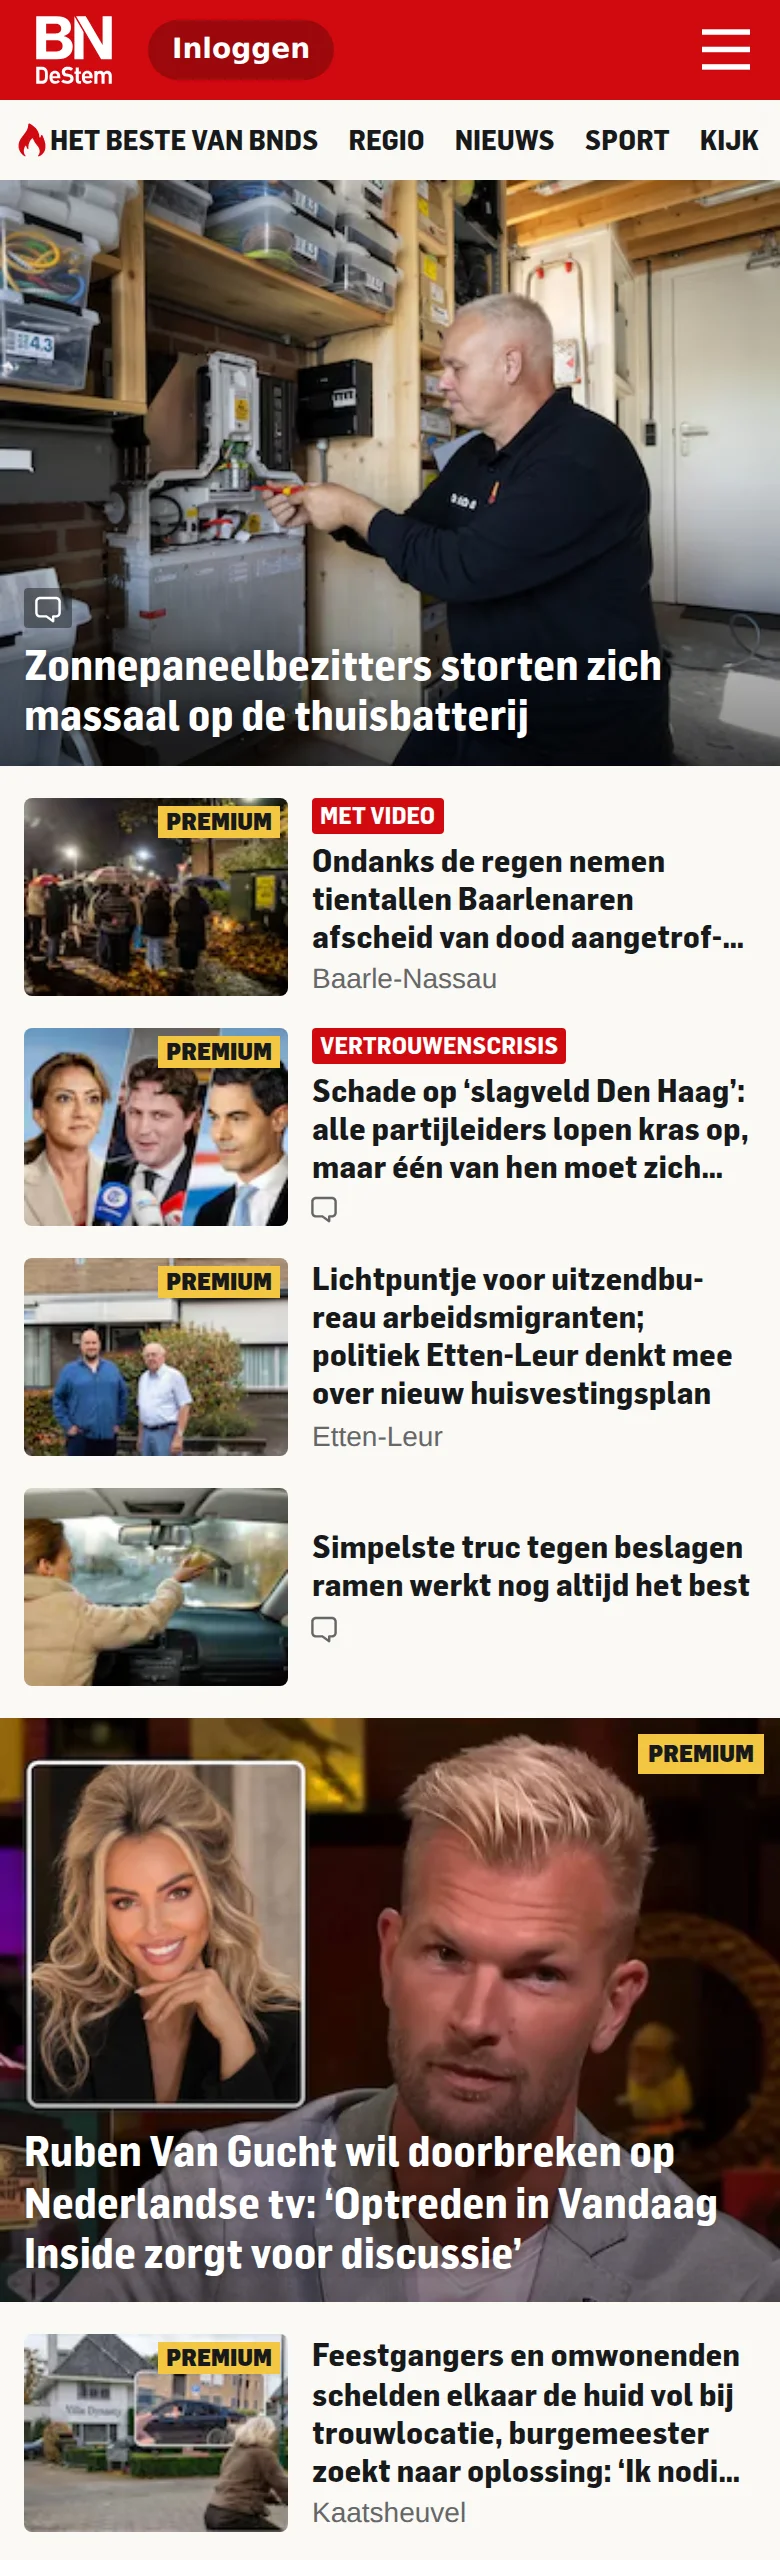 BN
DeStem
Inloggen
HET BESTE VAN BNDS REGIO NIEUWS SPORT KIJK
4.3
Zonnepaneelbezitters storten zich
massaal op de thuisbatterij
PREMIUM
MET VIDEO
Ondanks de regen nemen
tientallen Baarlenaren
afscheid van dood aangetrof-...
Baarle-Nassau
PREMIUM
VERTROUWENSCRISIS
Schade op ‘slagveld Den Haag’:
alle partijleiders lopen kras op,
maar één van hen moet zich...
PREMIUM
Lichtpuntje voor uitzendbu-
reau arbeidsmigranten;
politiek Etten-Leur denkt mee
over nieuw huisvestingsplan
Etten-Leur
Simpelste truc tegen beslagen
ramen werkt nog altijd het best
PREMIUM
Ruben Van Gucht wil doorbreken op
Nederlandse tv: ‘Optreden in Vandaag
Inside zorgt voor discussie’
PREMIUM
Villa Dynasty
Feestgangers en omwonenden
schelden elkaar de huid vol bij
trouwlocatie, burgemeester
zoekt naar oplossing: ‘Ik nodi...
Kaatsheuvel